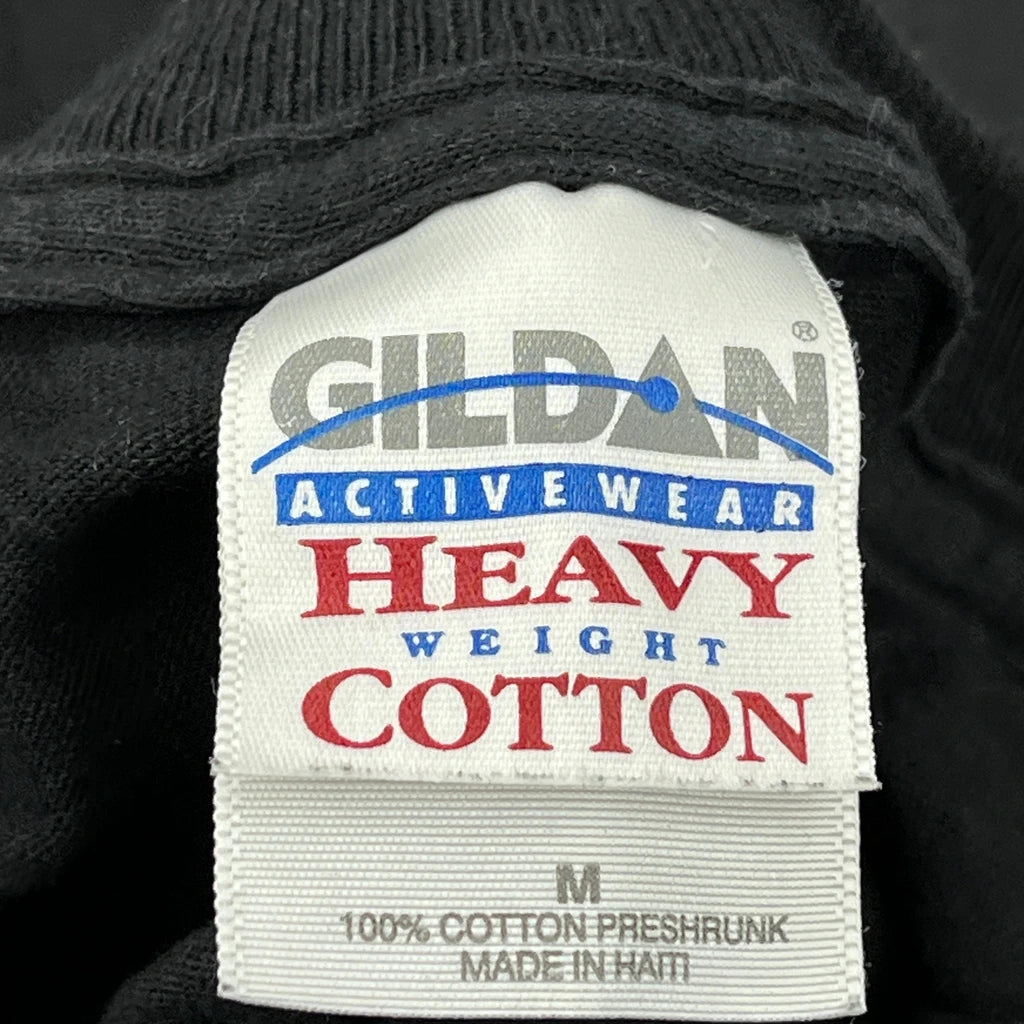 GILDAN®
ACTIVEWEAR
HEAVY
WEIGHT
COTTON
M
100% COTTON PRESHRUNK
MADE IN HAITI